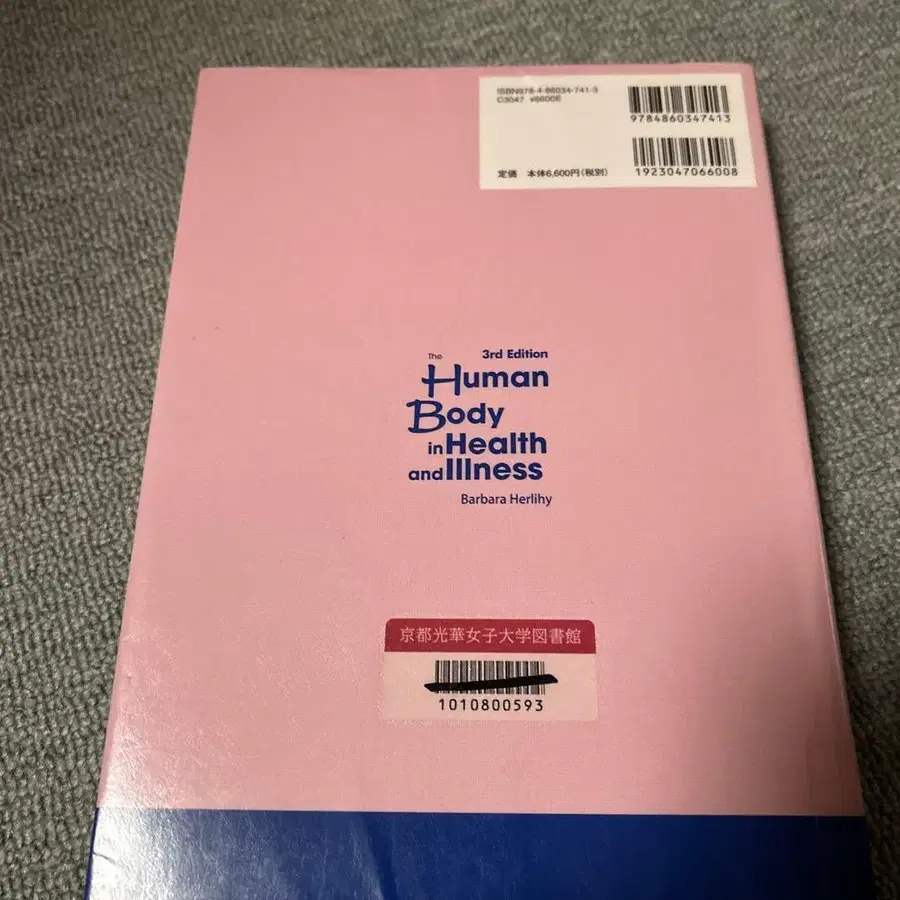 ISBN978-4-86034-741-3
C3047 ¥6600E
9784860347413
定価 本体6,600円(税別)
1923047066008
3rd Edition
The Human
Body
in Health
and Illness
Barbara Herlihy
京都光華女子大学図書館
1010800593